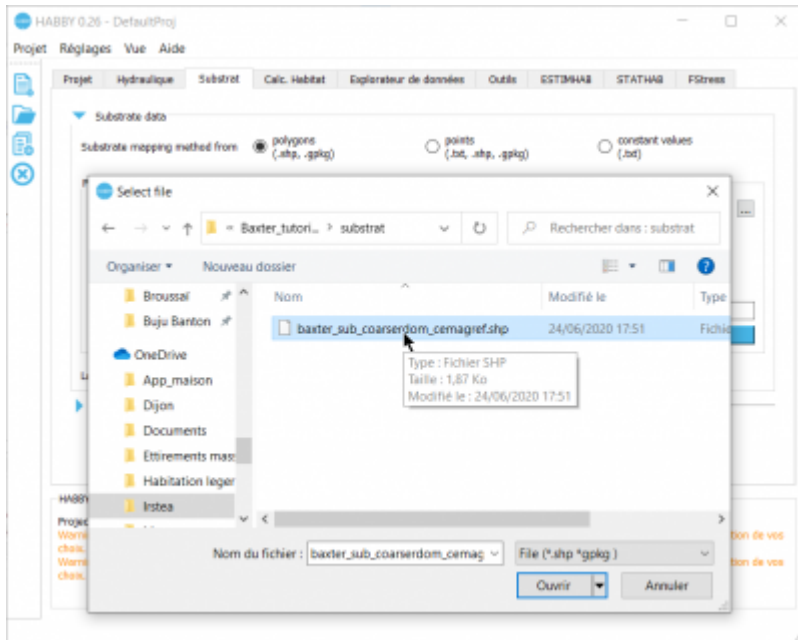 HABBY 0.26 - DefaultProj
Projet Réglages Vue Aide
Projet Hydraulique Substrat Calc. Habitat Explorateur de données Outils ESTIMHAB STATHAB FStress
Substrate data
Substrate mapping method from polygons (.shp, .gpkg) points (.txt, .shp, .gpkg) constant values (.txt)
Select file
« Baxter_tutori... > substrat Rechercher dans : substrat
Organiser Nouveau dossier
Broussaï
Buju Banton
OneDrive
App_maison
Dijon
Documents
Ettirements mas
Habitation leger
Irstea
Nom Modifié le Type
baxter_sub_coarserdom_cemagref.shp 24/06/2020 17:51 Fichie
Type : Fichier SHP
Taille : 1,87 Ko
Modifié le : 24/06/2020 17:51
HABBY
Projec
Warni tion de vos
choix.
Warni tion de vos
choix.
Nom du fichier : baxter_sub_coarserdom_cemag File (*.shp *gpkg )
Ouvrir Annuler